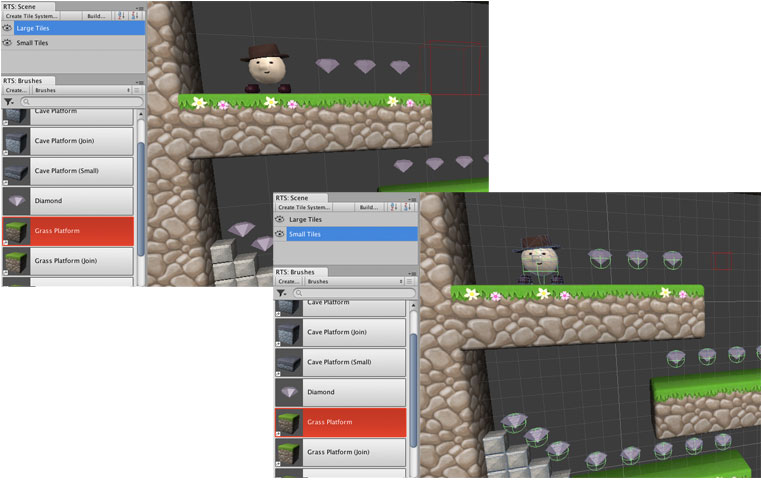 RTS: Scene
Create Tile System... Build...
Large Tiles
Small Tiles
RTS: Brushes
Create... Brushes
Cave Platform
Cave Platform (Join)
Cave Platform (Small)
Diamond
Grass Platform
Grass Platform (Join)
RTS: Scene
Create Tile System... Build...
Large Tiles
Small Tiles
RTS: Brushes
Create... Brushes
Cave Platform
Cave Platform (Join)
Cave Platform (Small)
Diamond
Grass Platform
Grass Platform (Join)